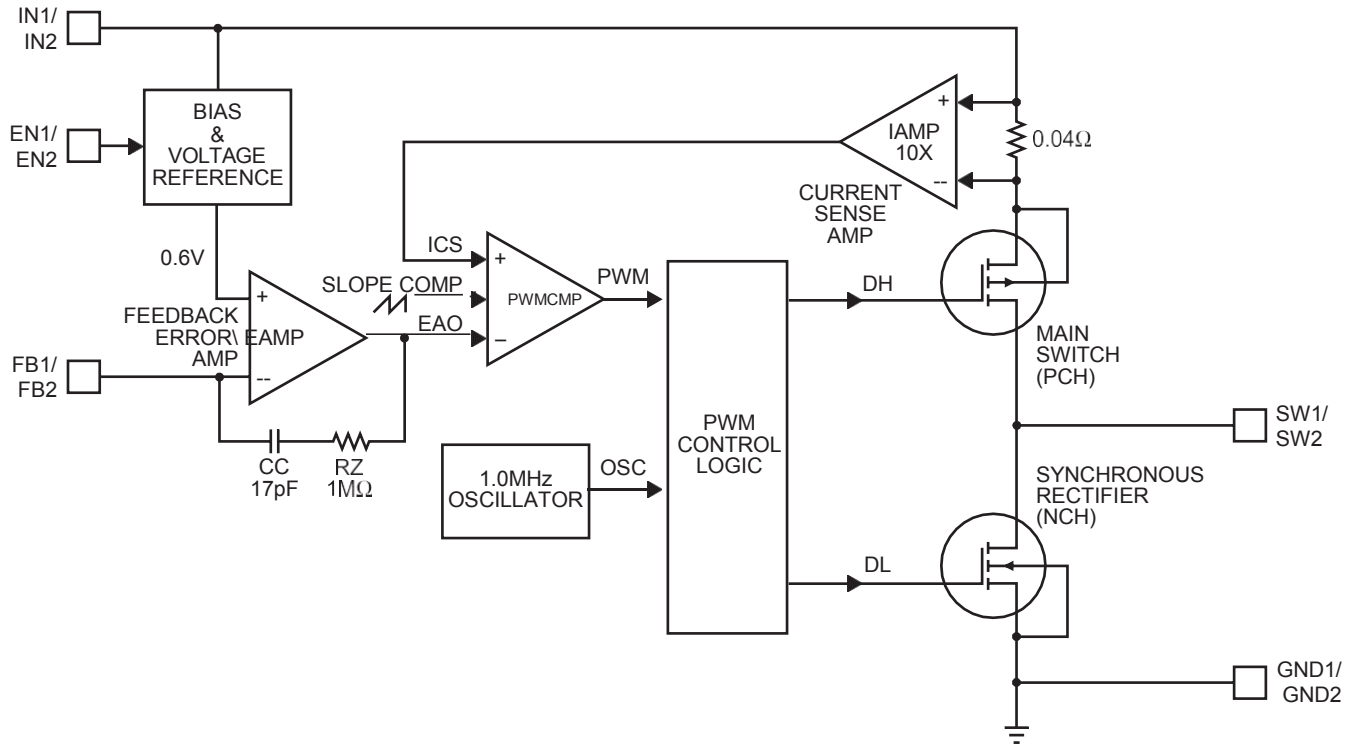 IN1/
IN2
BIAS
&
VOLTAGE
REFERENCE
EN1/
EN2
+
IAMP
10X
--
0.04Ω
CURRENT
SENSE
AMP
0.6V
ICS
+
SLOPE COMP
PWMCMP
PWM
EAO
–
+
FEEDBACK
ERROR\ EAMP
AMP
--
FB1/
FB2
CC
17pF
RZ
1MΩ
1.0MHz
OSCILLATOR
OSC
PWM
CONTROL
LOGIC
DH
MAIN
SWITCH
(PCH)
SW1/
SW2
SYNCHRONOUS
RECTIFIER
(NCH)
DL
GND1/
GND2